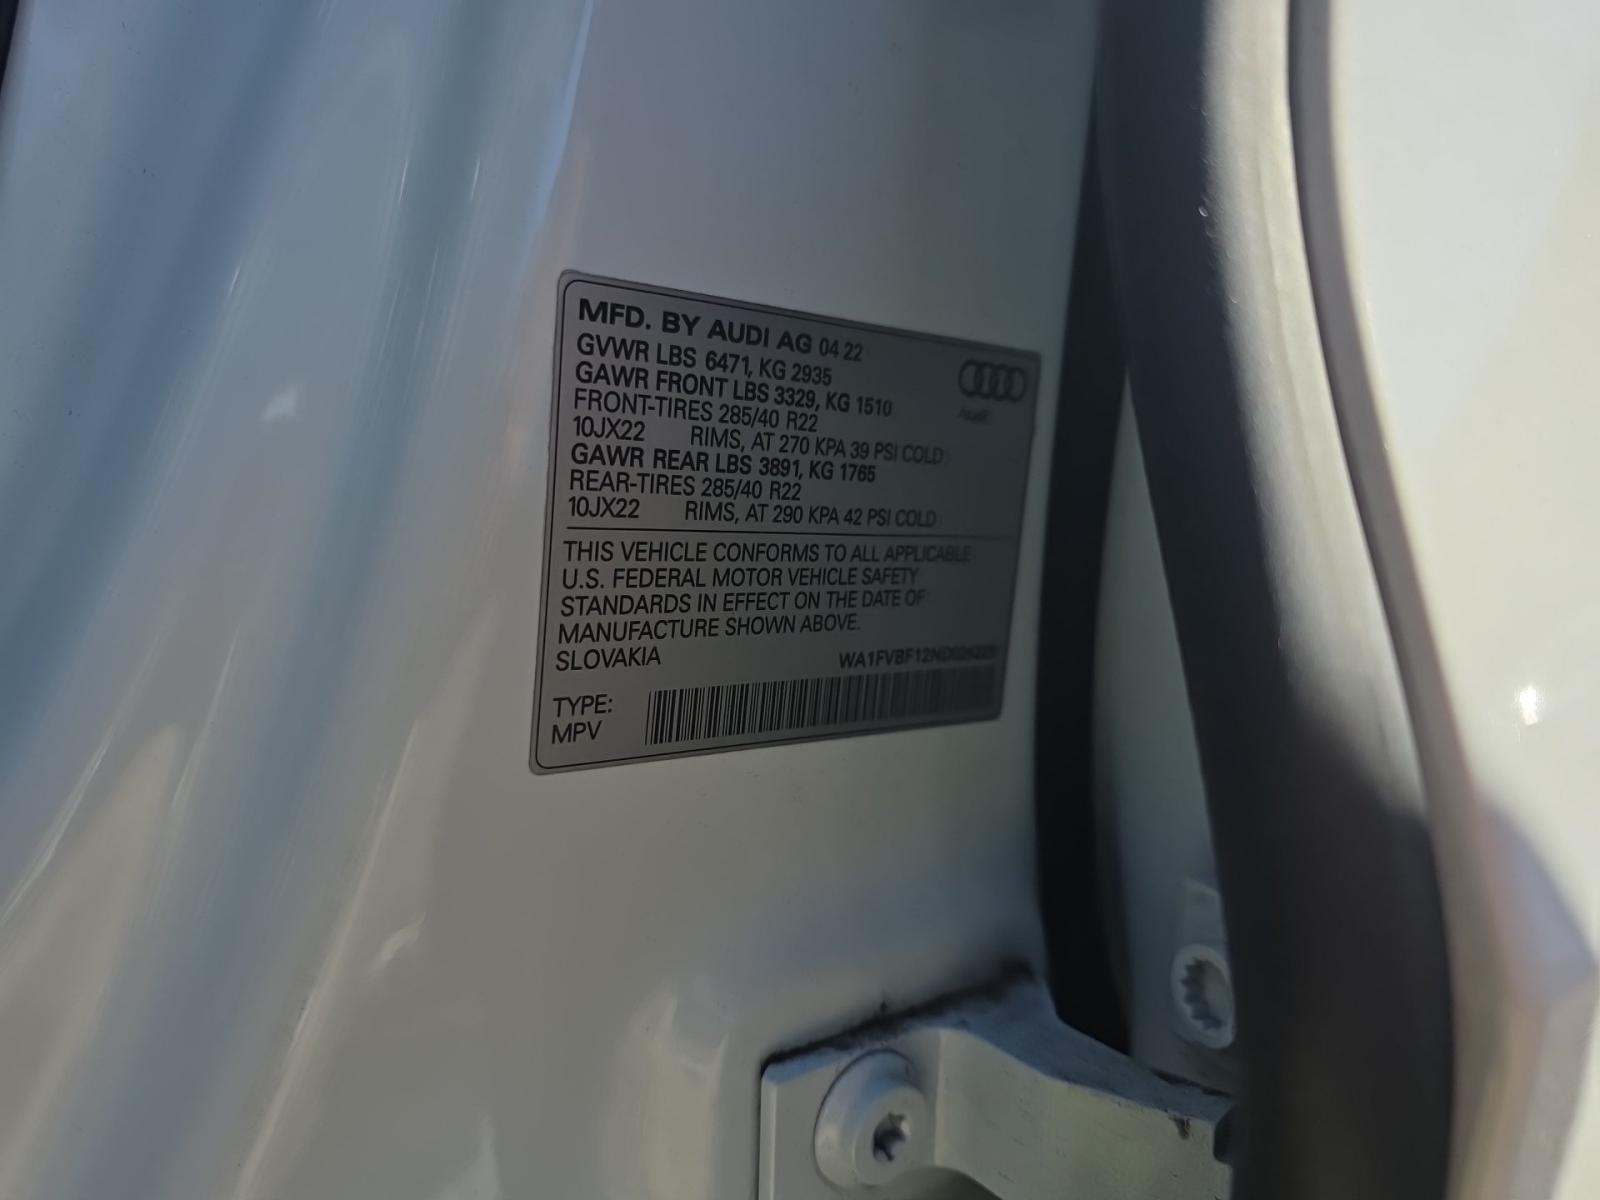 MFD. BY AUDI AG 04 22
GVWR LBS 6471, KG 2935
GAWR FRONT LBS 3329, KG 1510
FRONT-TIRES 285/40 R22
10JX22 RIMS, AT 270 KPA 39 PSI COLD
GAWR REAR LBS 3891, KG 1765
REAR-TIRES 285/40 R22
10JX22 RIMS, AT 290 KPA 42 PSI COLD
THIS VEHICLE CONFORMS TO ALL APPLICABLE
U.S. FEDERAL MOTOR VEHICLE SAFETY
STANDARDS IN EFFECT ON THE DATE OF
MANUFACTURE SHOWN ABOVE.
SLOVAKIA
TYPE:
MPV